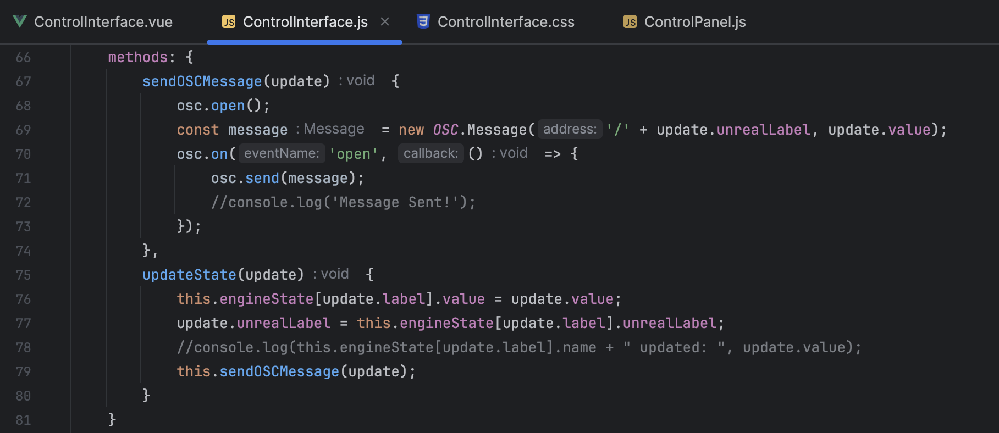 ControlInterface.vue JS ControlInterface.js × ControlInterface.css JS ControlPanel.js
66 methods: {
67 sendOSCMessage(update) : void {
68 osc.open();
69 const message : Message = new OSC.Message( address: '/' + update.unrealLabel, update.value);
70 osc.on( eventName: 'open', callback: () : void => {
71 osc.send(message);
72 //console.log('Message Sent!');
73 });
74 },
75 updateState(update) : void {
76 this.engineState[update.label].value = update.value;
77 update.unrealLabel = this.engineState[update.label].unrealLabel;
78 //console.log(this.engineState[update.label].name + " updated: ", update.value);
79 this.sendOSCMessage(update);
80 }
81 }